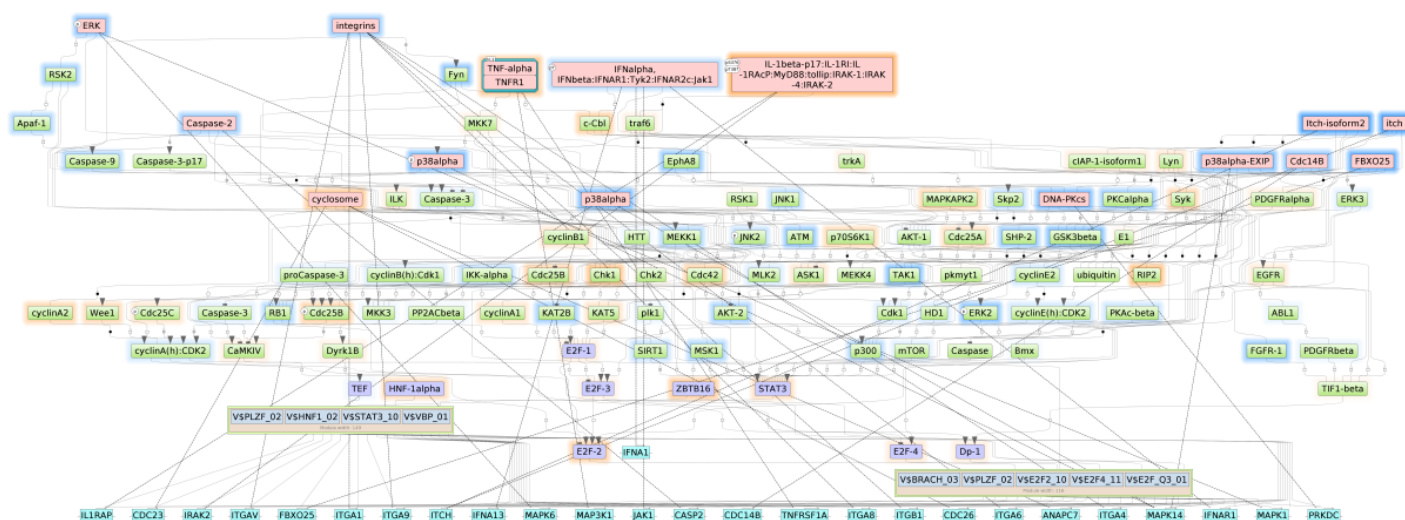 ERK
integrins
TNF-alpha
TNFR1
IFNalpha,
IFNbeta:IFNAR1:Tyk2:IFNAR2c:Jak1
IL-1beta-p17:IL-1RI:IL
-1RAcP:MyD88:tollip:IRAK-1:IRAK
-4:IRAK-2
RSK2
Fyn
Apaf-1
Caspase-2
MKK7
c-Cbl
traf6
Itch-isoform2
itch
Caspase-9
Caspase-3-p17
p38alpha
EphA8
trkA
cIAP-1-isoform1
Lyn
p38alpha-EXIP
Cdc14B
FBXO25
cyclosome
ILK
Caspase-3
p38alpha
RSK1
JNK1
MAPKAPK2
Skp2
DNA-PKcs
PKCalpha
Syk
PDGFRalpha
ERK3
cyclinB1
HTT
MEKK1
JNK2
ATM
p70S6K1
AKT-1
Cdc25A
SHP-2
GSK3beta
E1
proCaspase-3
cyclinB(h):Cdk1
IKK-alpha
Cdc25B
Chk1
Chk2
Cdc42
MLK2
ASK1
MEKK4
TAK1
pkmyt1
cyclinE2
ubiquitin
RIP2
EGFR
cyclinA2
Wee1
Cdc25C
Caspase-3
RB1
Cdc25B
MKK3
PP2ACbeta
cyclinA1
KAT2B
KAT5
plk1
AKT-2
Cdk1
HD1
ERK2
cyclinE(h):CDK2
PKAc-beta
ABL1
cyclinA(h):CDK2
CaMKIV
Dyrk1B
E2F-1
SIRT1
MSK1
p300
mTOR
Caspase
Bmx
FGFR-1
PDGFRbeta
TEF
HNF-1alpha
E2F-3
ZBTB16
STAT3
TIF1-beta
V$PLZF_02 V$HNF1_02 V$STAT3_10 V$VBP_01
E2F-2
IFNA1
E2F-4
Dp-1
V$BRACH_03 V$PLZF_02 V$E2F2_10 V$E2F4_11 V$E2F_Q3_01
IL1RAP
CDC23
IRAK2
ITGAV
FBXO25
ITGA1
ITGA9
ITCH
IFNA13
MAPK6
MAP3K1
JAK1
CASP2
CDC14B
TNFRSF1A
ITGA8
ITGB1
CDC26
ITGA6
ANAPC7
ITGA4
MAPK14
IFNAR1
MAPK1
PRKDC